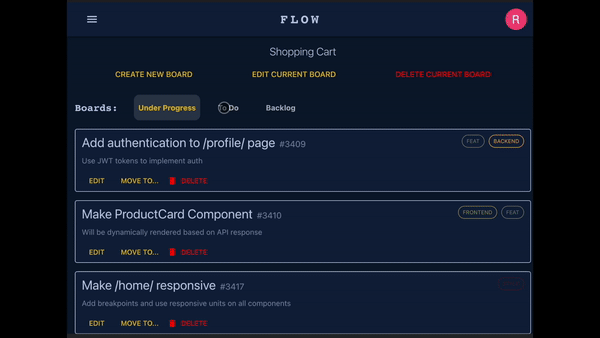 FLOW
R
Shopping Cart
CREATE NEW BOARD EDIT CURRENT BOARD DELETE CURRENT BOARD
Boards: Under Progress To Do Backlog
Add authentication to /profile/ page #3409 FEAT BACKEND
Use JWT tokens to implement auth
EDIT MOVE TO... DELETE
Make ProductCard Component #3410 FRONTEND FEAT
Will be dynamically rendered based on API response
EDIT MOVE TO... DELETE
Make /home/ responsive #3417
Add breakpoints and use responsive units on all components
EDIT MOVE TO... DELETE